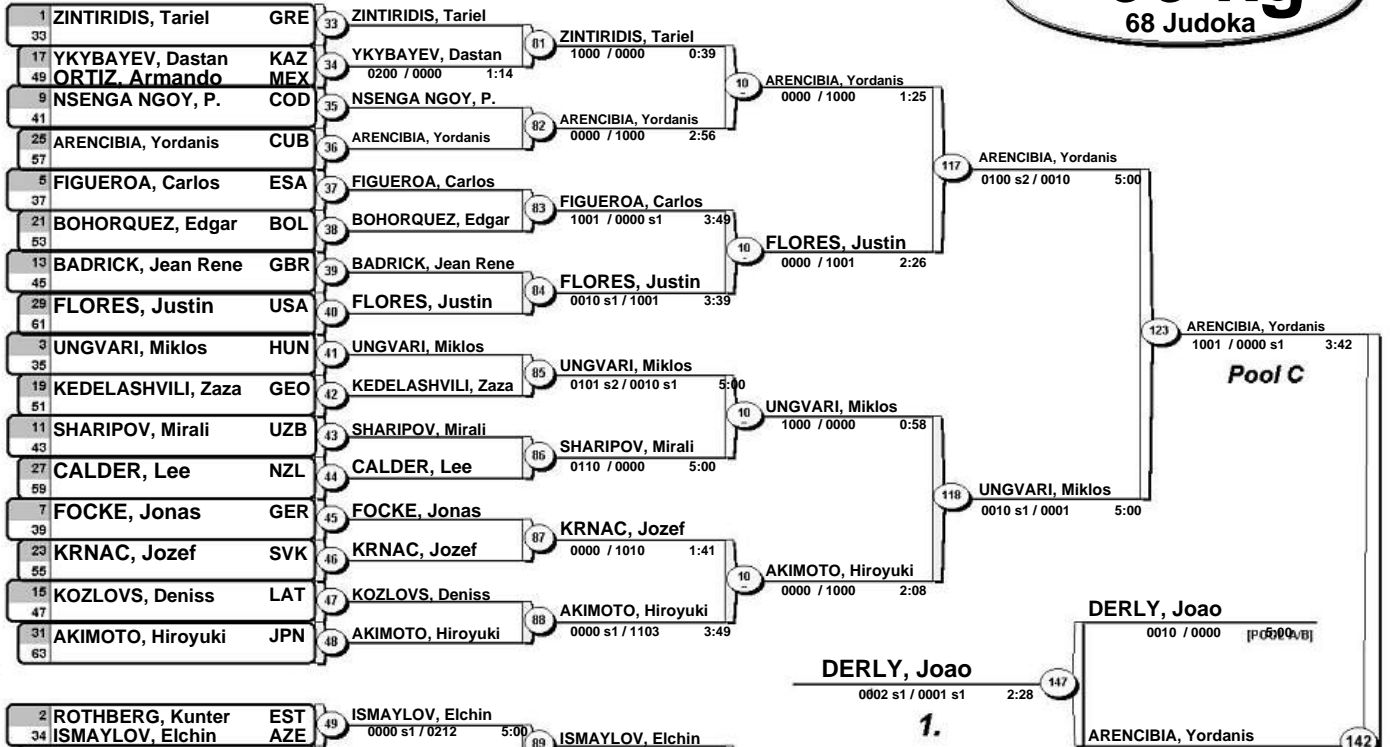 68 Judoka
1 ZINTIRIDIS, Tariel GRE
33
17 YKYBAYEV, Dastan KAZ
49 ORTIZ, Armando MEX
9 NSENGA NGOY, P. COD
41
25 ARENCIBIA, Yordanis CUB
57
5 FIGUEROA, Carlos ESA
37
21 BOHORQUEZ, Edgar BOL
53
13 BADRICK, Jean Rene GBR
45
29 FLORES, Justin USA
61
3 UNGVARI, Miklos HUN
35
19 KEDELASHVILI, Zaza GEO
51
11 SHARIPOV, Mirali UZB
43
27 CALDER, Lee NZL
59
7 FOCKE, Jonas GER
39
23 KRNAC, Jozef SVK
55
15 KOZLOVS, Deniss LAT
47
31 AKIMOTO, Hiroyuki JPN
63
2 ROTHBERG, Kunter EST
34 ISMAYLOV, Elchin AZE
33 ZINTIRIDIS, Tariel
34 YKYBAYEV, Dastan
0200 / 0000 1:14
35 NSENGA NGOY, P.
36 ARENCIBIA, Yordanis
37 FIGUEROA, Carlos
38 BOHORQUEZ, Edgar
39 BADRICK, Jean Rene
40 FLORES, Justin
41 UNGVARI, Miklos
42 KEDELASHVILI, Zaza
43 SHARIPOV, Mirali
44 CALDER, Lee
45 FOCKE, Jonas
46 KRNAC, Jozef
47 KOZLOVS, Deniss
48 AKIMOTO, Hiroyuki
49 ISMAYLOV, Elchin
0000 s1 / 0212 5:00
81 ZINTIRIDIS, Tariel
1000 / 0000 0:39
82 ARENCIBIA, Yordanis
0000 / 1000 2:56
83 FIGUEROA, Carlos
1001 / 0000 s1 3:49
84 FLORES, Justin
0010 s1 / 1001 3:39
85 UNGVARI, Miklos
0101 s2 / 0010 s1 5:00
86 SHARIPOV, Mirali
0110 / 0000 5:00
87 KRNAC, Jozef
0000 / 1010 1:41
88 AKIMOTO, Hiroyuki
0000 s1 / 1103 3:49
89 ISMAYLOV, Elchin
10 ARENCIBIA, Yordanis
0000 / 1000 1:25
10 FLORES, Justin
0000 / 1001 2:26
10 UNGVARI, Miklos
1000 / 0000 0:58
10 AKIMOTO, Hiroyuki
0000 / 1000 2:08
117 ARENCIBIA, Yordanis
0100 s2 / 0010 5:00
118 UNGVARI, Miklos
0010 s1 / 0001 5:00
123 ARENCIBIA, Yordanis
1001 / 0000 s1 3:42
Pool C
DERLY, Joao
0010 / 0000 5:00
DERLY, Joao 147
0002 s1 / 0001 s1 2:28
1.
ARENCIBIA, Yordanis 142